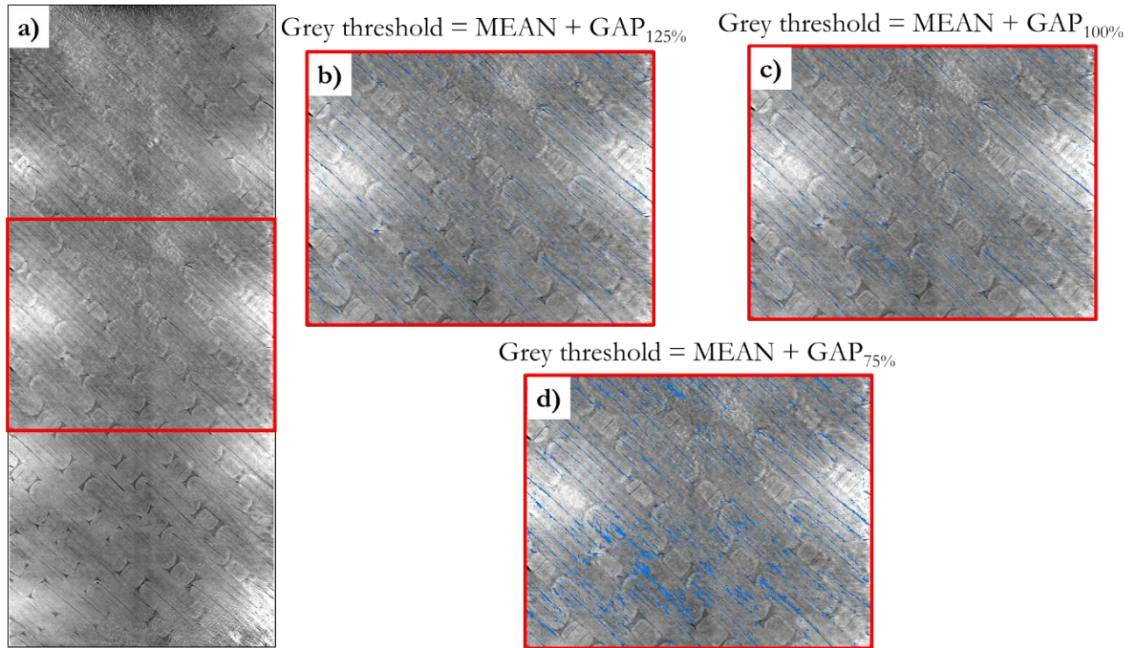 a)
Grey threshold = MEAN + GAP125%
b)
Grey threshold = MEAN + GAP100%
c)
Grey threshold = MEAN + GAP75%
d)